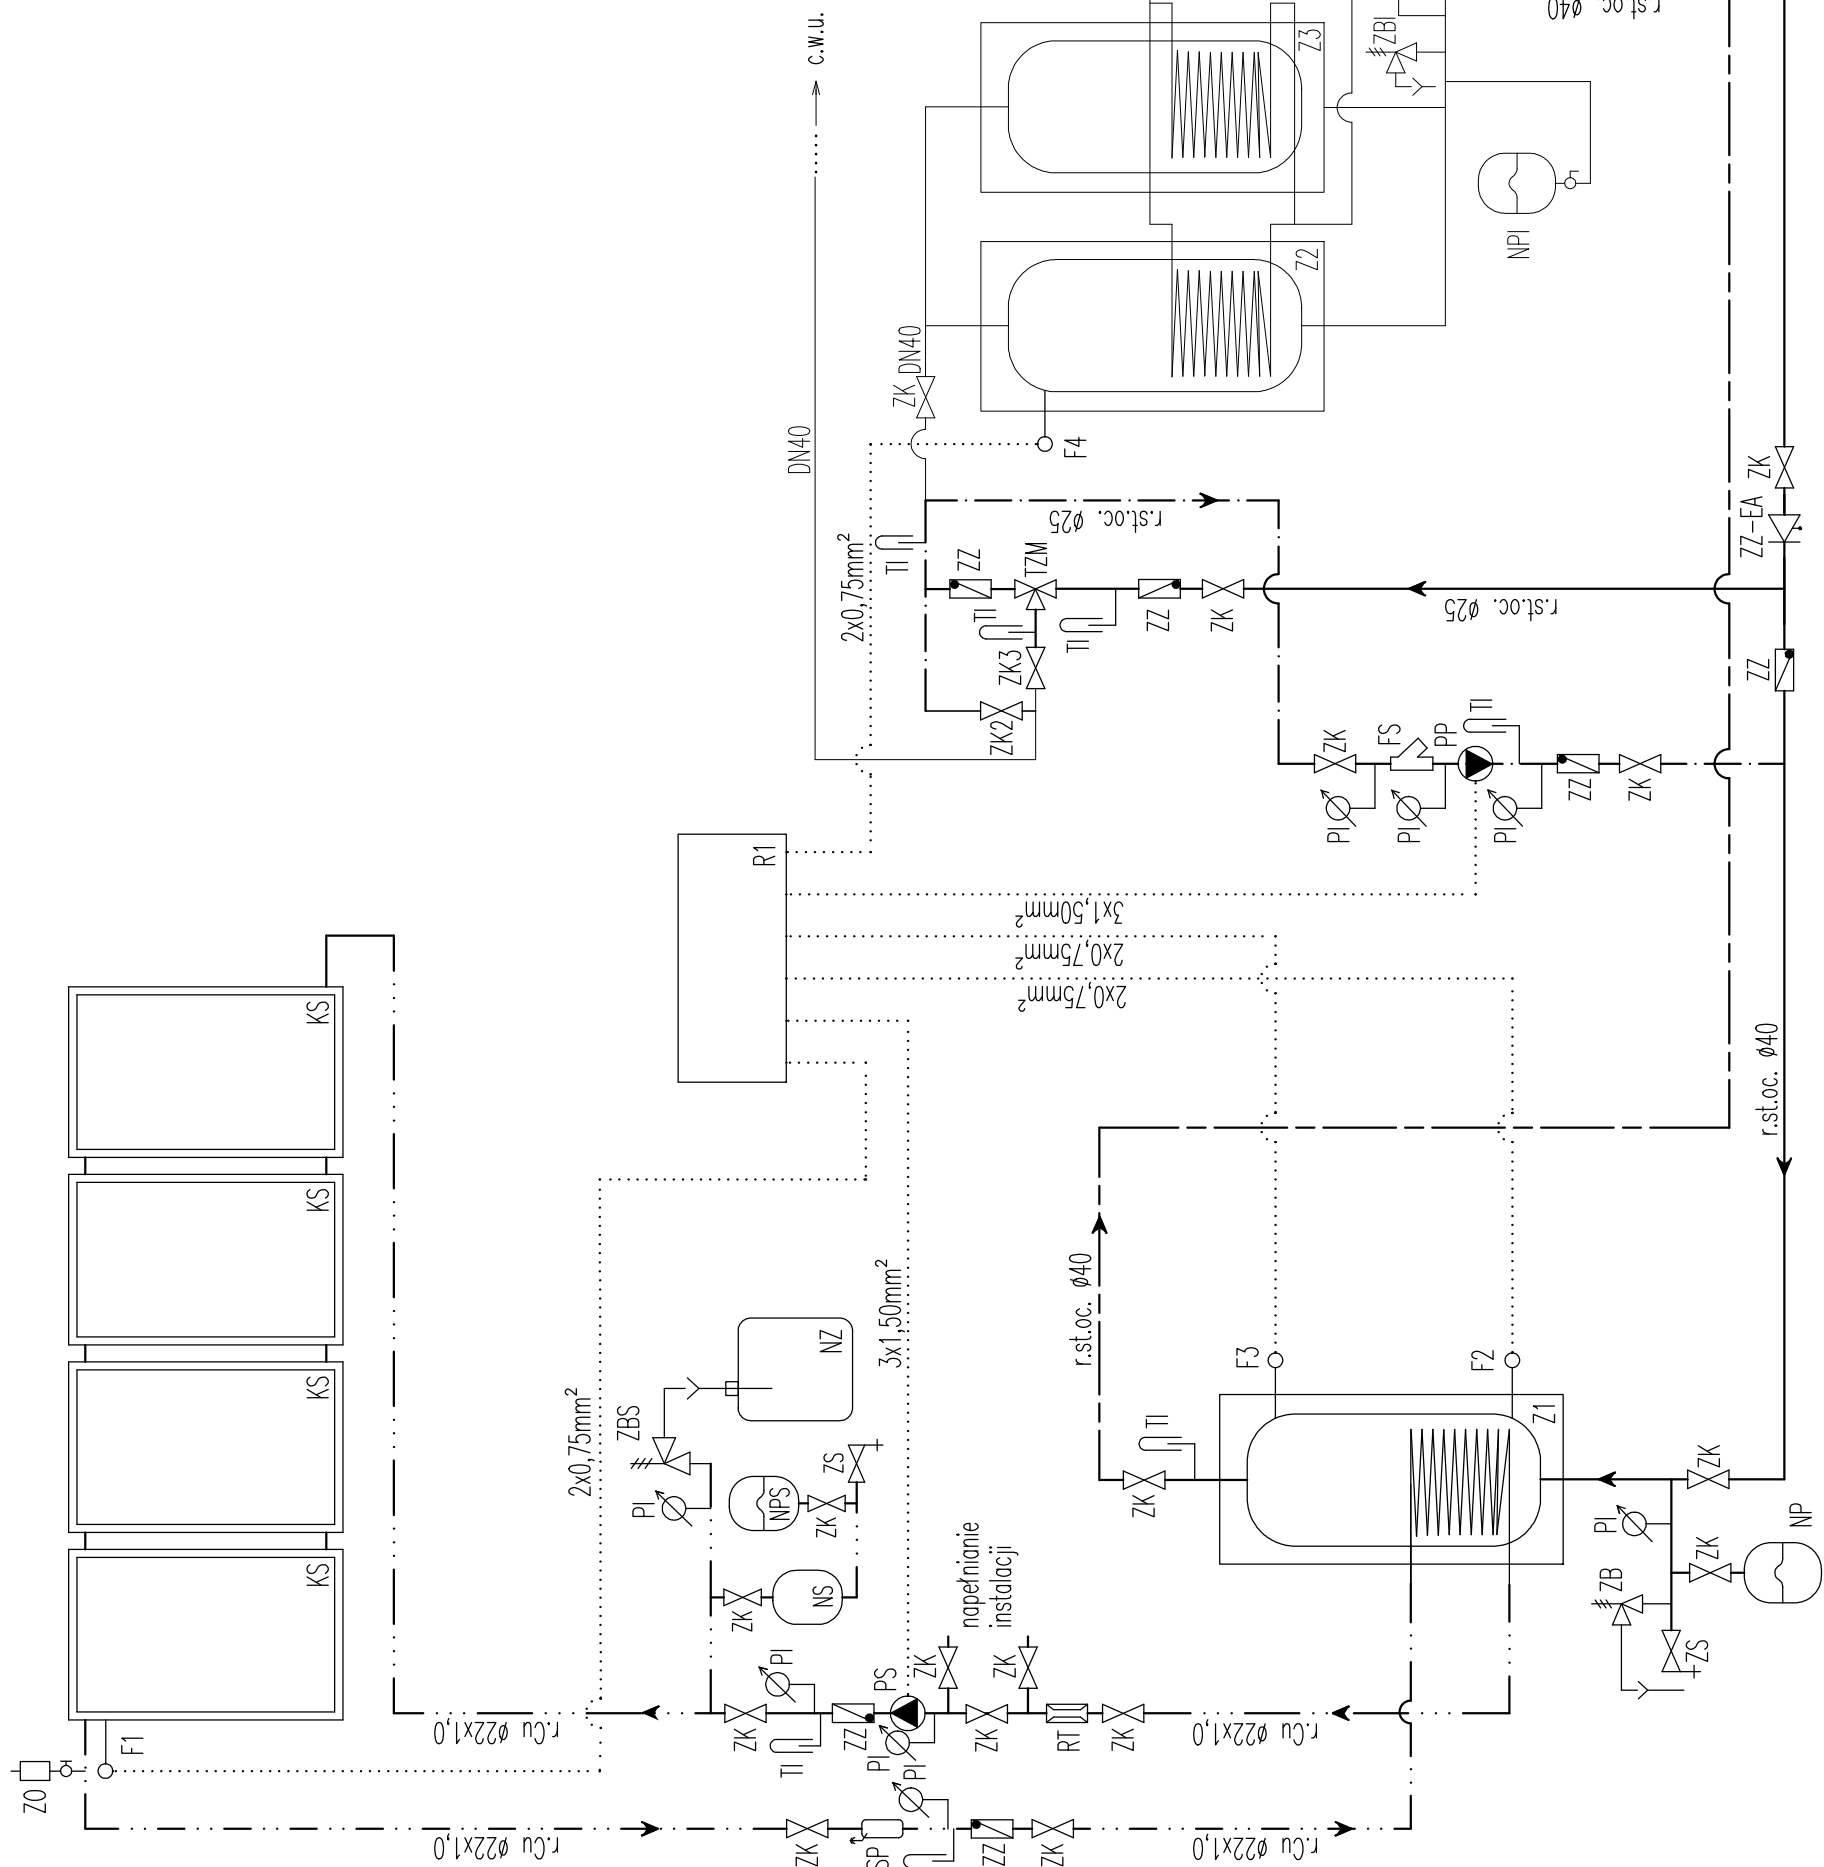 c.w.u.
r.st.oc. ø40
Z3
ZBI
NPI
Z2
DN40
ZK
DN40
F4
ZK
ZZ-EA
r.st.oc. ø25
2x0,75mm²
TI
ZZ
TZM
TI
TI
ZZ
ZK
r.st.oc. ø25
ZK3
ZK2
ZZ
ZK
FS
PP
TI
PI
PI
PI
ZZ
ZK
R1
3x1,50mm²
2x0,75mm²
2x0,75mm²
KS
KS
KS
KS
r.st.oc. ø40
r.st.oc. ø40
3x1,50mm²
2x0,75mm²
NZ
ZBS
PI
NPS
ZK
ZS
ZK
NS
F3
F2
TI
ZK
Z1
ZK
PI
NP
ZK
ZB
ZS
napełnianie
instalacji
PI
PS
ZK
ZK
ZK
TI
ZZ
PI
ZK
RT
ZK
r.Cu ø22x1,0
r.Cu ø22x1,0
F1
ZO
PI
r.Cu ø22x1,0
ZK
SP
ZZ
ZK
r.Cu ø22x1,0